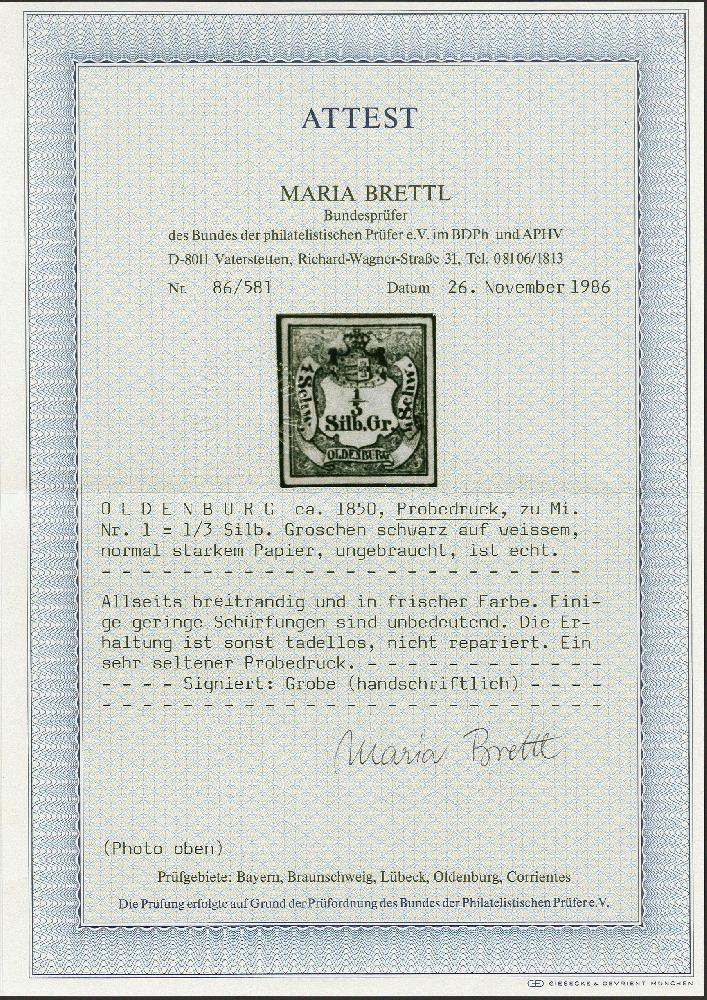 ATTEST
MARIA BRETTL
Bundesprüfer
des Bundes der philatelistischen Prüfer e.V. im BDPh und APHV
D-8011 Vaterstetten, Richard-Wagner-Straße 31, Tel. 08106/1813
Nr. 86/581 Datum 26. November 1986
4 Schw. Schw.
1/3
Silb.Gr.
OLDENBURG
O L D E N B U R G ca. 1850, Probedruck, zu Mi.
Nr. 1 = 1/3 Silb. Groschen schwarz auf weissem,
normal starkem Papier, ungebraucht, ist echt.
- - - - - - - - - - - - - - - - - - - - - - - -
Allseits breitrandig und in frischer Farbe. Eini-
ge geringe Schürfungen sind unbedeutend. Die Er-
haltung ist sonst tadellos, nicht repariert. Ein
sehr seltener Probedruck. - - - - - - - - - - - -
- - - - Signiert: Grobe (handschriftlich) - - - -
- - - - - - - - - - - - - - - - - - - - - - - - -
Maria Brettl
(Photo oben)
Prüfgebiete: Bayern, Braunschweig, Lübeck, Oldenburg, Corrientes
Die Prüfung erfolgte auf Grund der Prüfordnung des Bundes der Philatelistischen Prüfer e.V.
GIESECKE & DEVRIENT MÜNCHEN